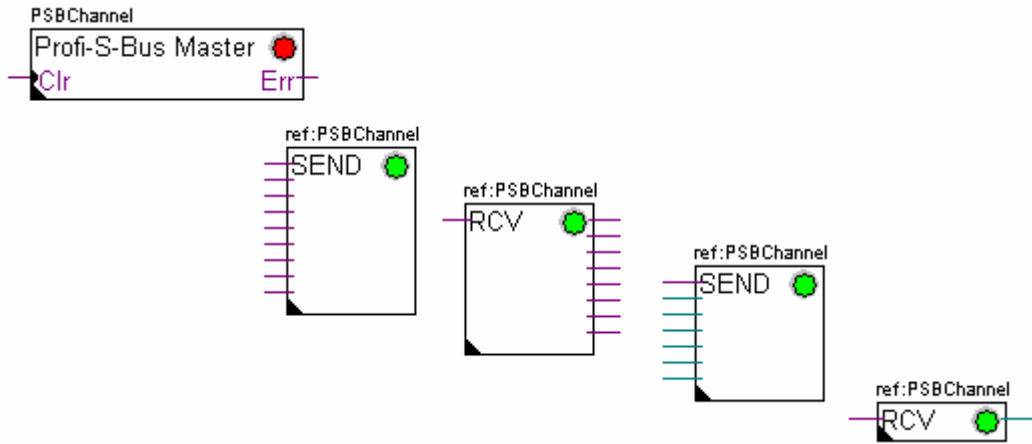 PSBChannel
Profi-S-Bus Master
Clr Err
ref:PSBChannel
SEND
ref:PSBChannel
RCV
ref:PSBChannel
SEND
ref:PSBChannel
RCV